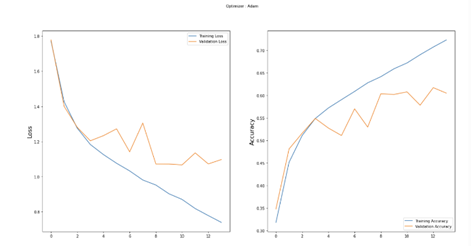 Optimizer : Adam
Training Loss
Validation Loss
Loss
1.8
1.6
1.4
1.2
1.0
0.8
0 2 4 6 8 10 12
Accuracy
0.70
0.65
0.60
0.55
0.50
0.45
0.40
0.35
0.30
0 2 4 6 8 10 12
Training Accuracy
Validation Accuracy